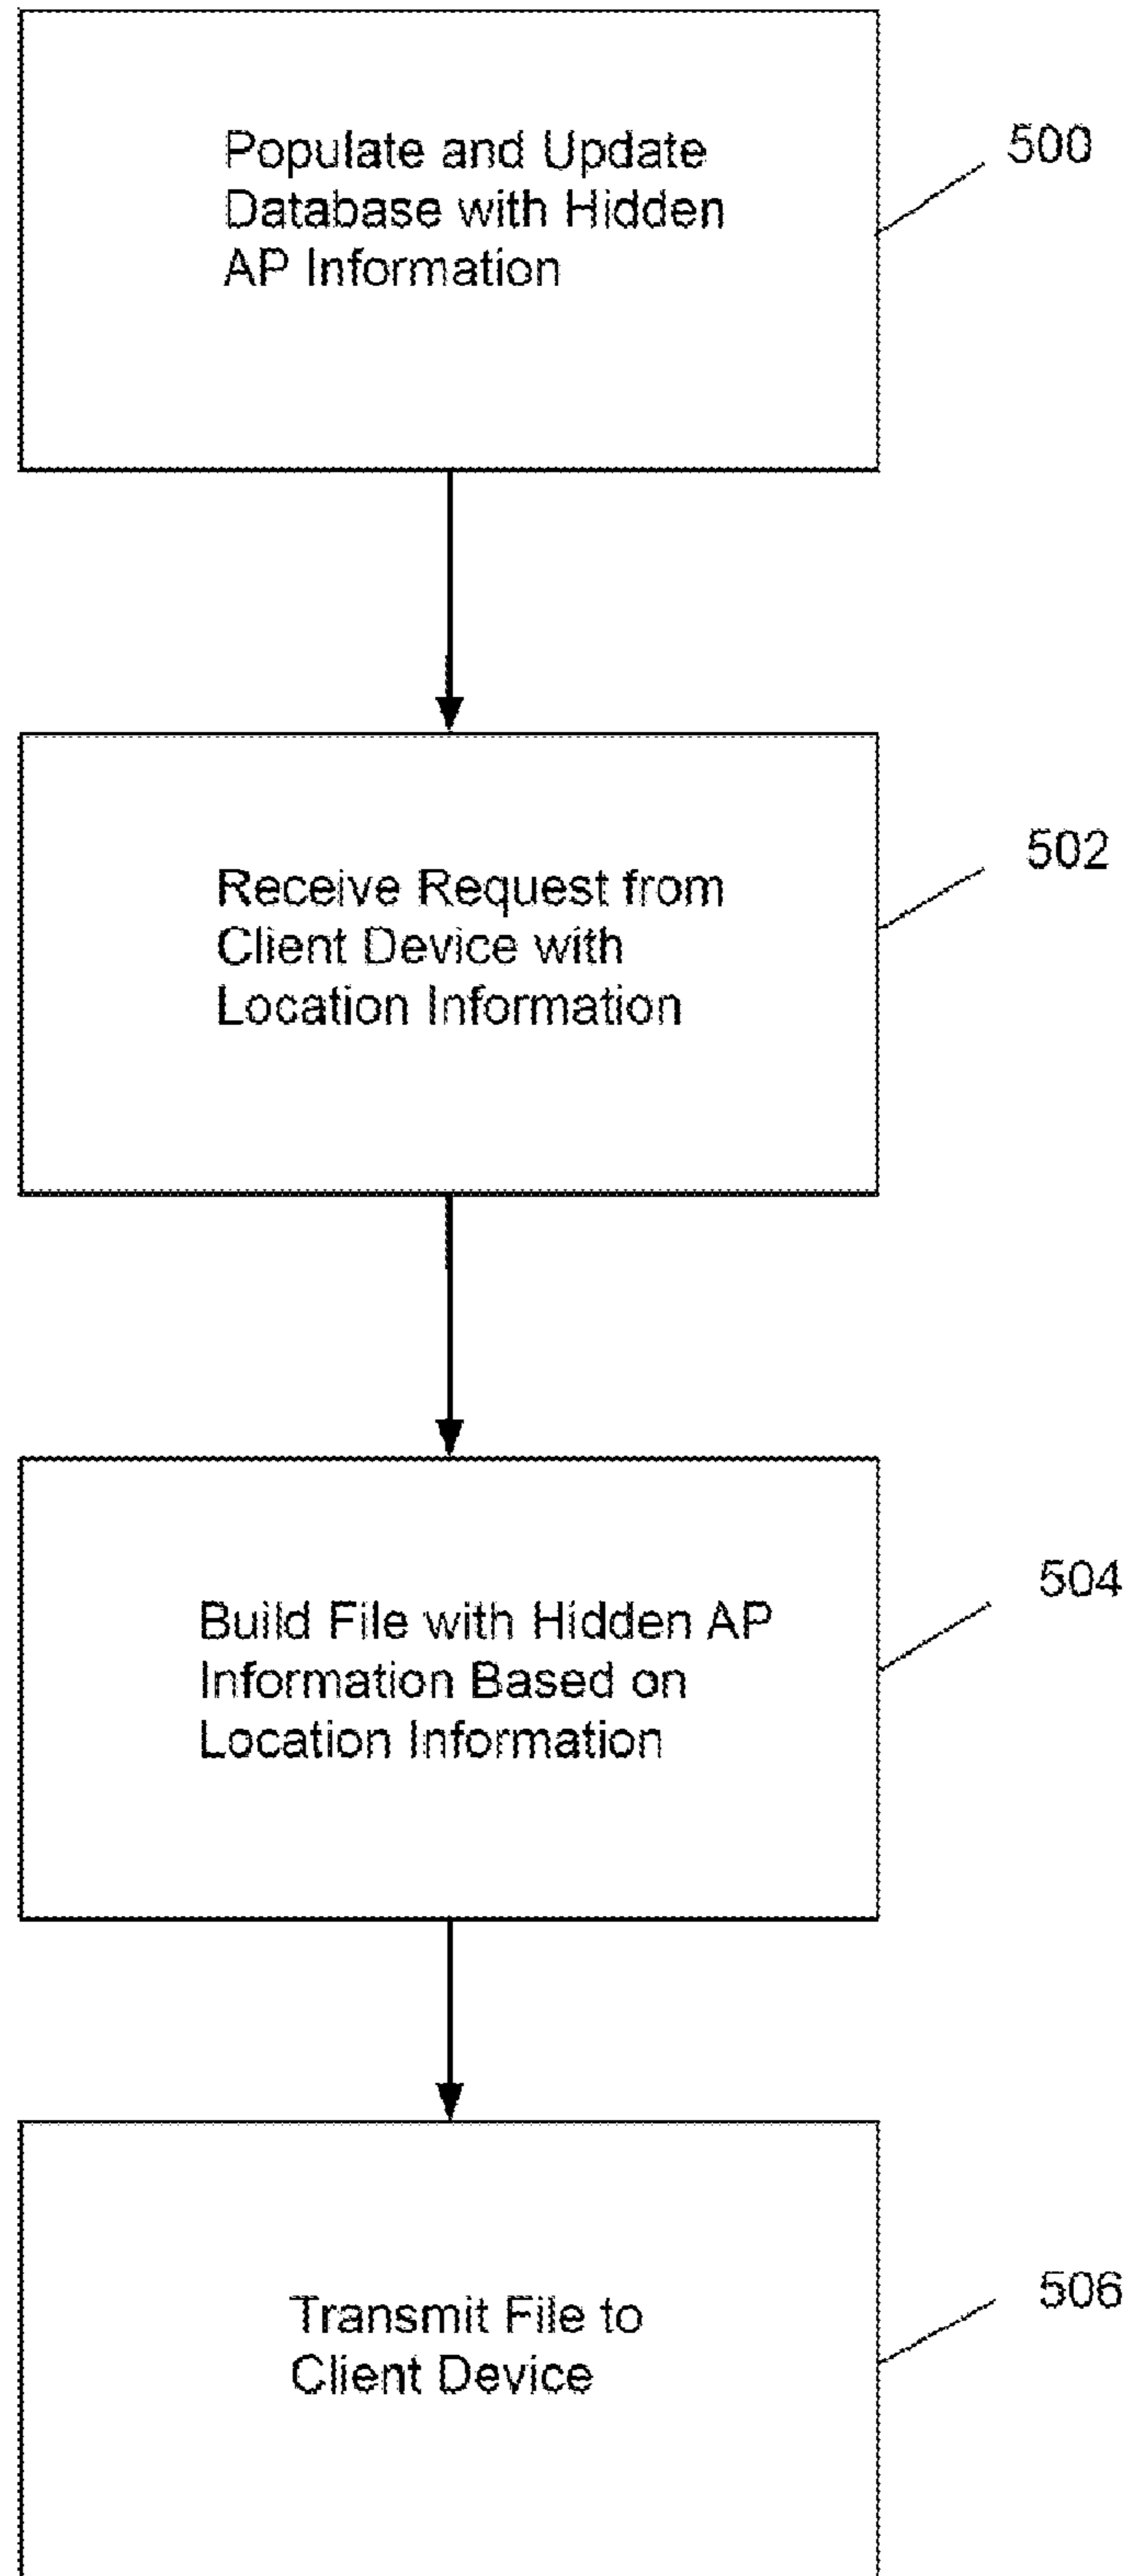 Populate and Update
Database with Hidden
AP Information
500
Receive Request from
Client Device with
Location Information
502
Build File with Hidden AP
Information Based on
Location Information
504
Transmit File to
Client Device
506